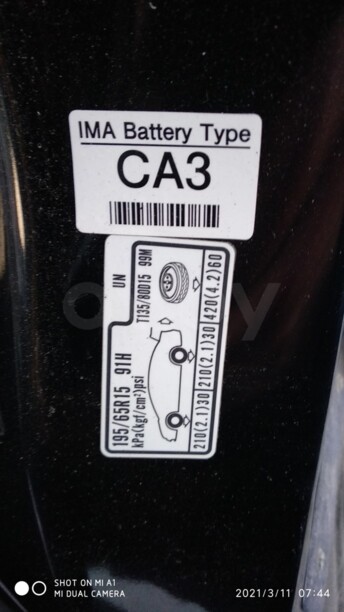 IMA Battery Type
CA3
UN
T135/80D15 99M
195/65R15 91H
kPa(kgf/cm²)psi
210(2.1)30
210(2.1)30
420(4.2)60
SHOT ON MI A1
MI DUAL CAMERA
2021/3/11 07:44